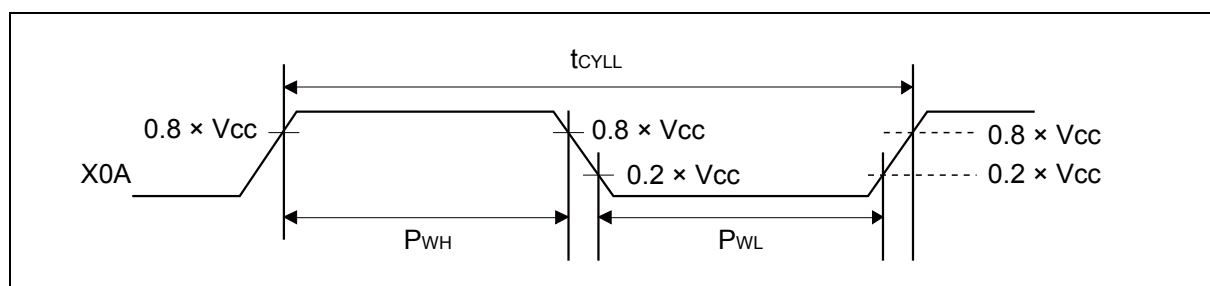 tCYLL
0.8 × Vcc 0.8 × Vcc 0.8 × Vcc
X0A 0.2 × Vcc 0.2 × Vcc
PWH PWL